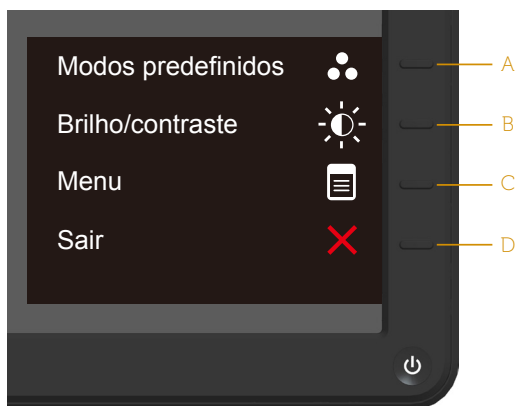 Modos predefinidos
A
Brilho/contraste
B
Menu
C
Sair
D